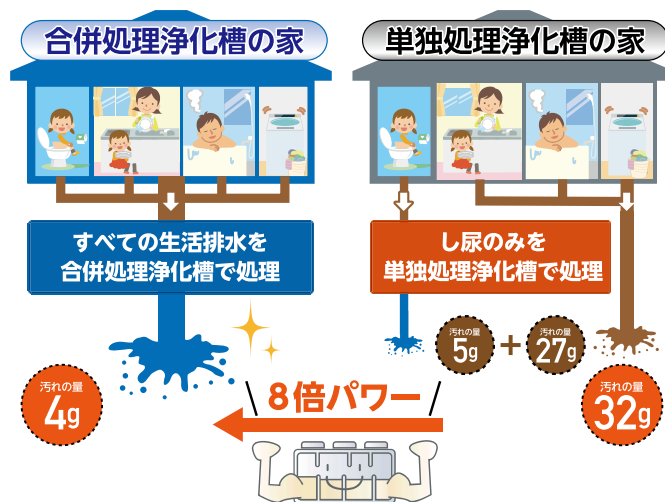 合併処理浄化槽の家
単独処理浄化槽の家
すべての生活排水を
合併処理浄化槽で処理
し尿のみを
単独処理浄化槽で処理
汚れの量
5g
+
汚れの量
27g
汚れの量
4g
8倍パワー
汚れの量
32g